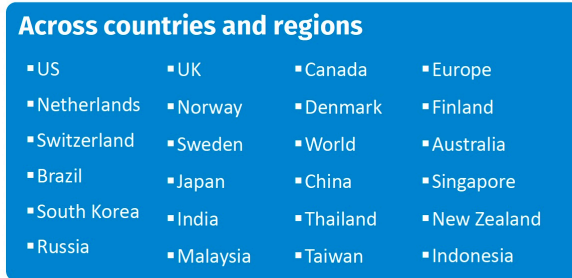 Across countries and regions
▪US
▪Netherlands
▪Switzerland
▪Brazil
▪South Korea
▪Russia
▪UK
▪Norway
▪Sweden
▪Japan
▪India
▪Malaysia
▪Canada
▪Denmark
▪World
▪China
▪Thailand
▪Taiwan
▪Europe
▪Finland
▪Australia
▪Singapore
▪New Zealand
▪Indonesia